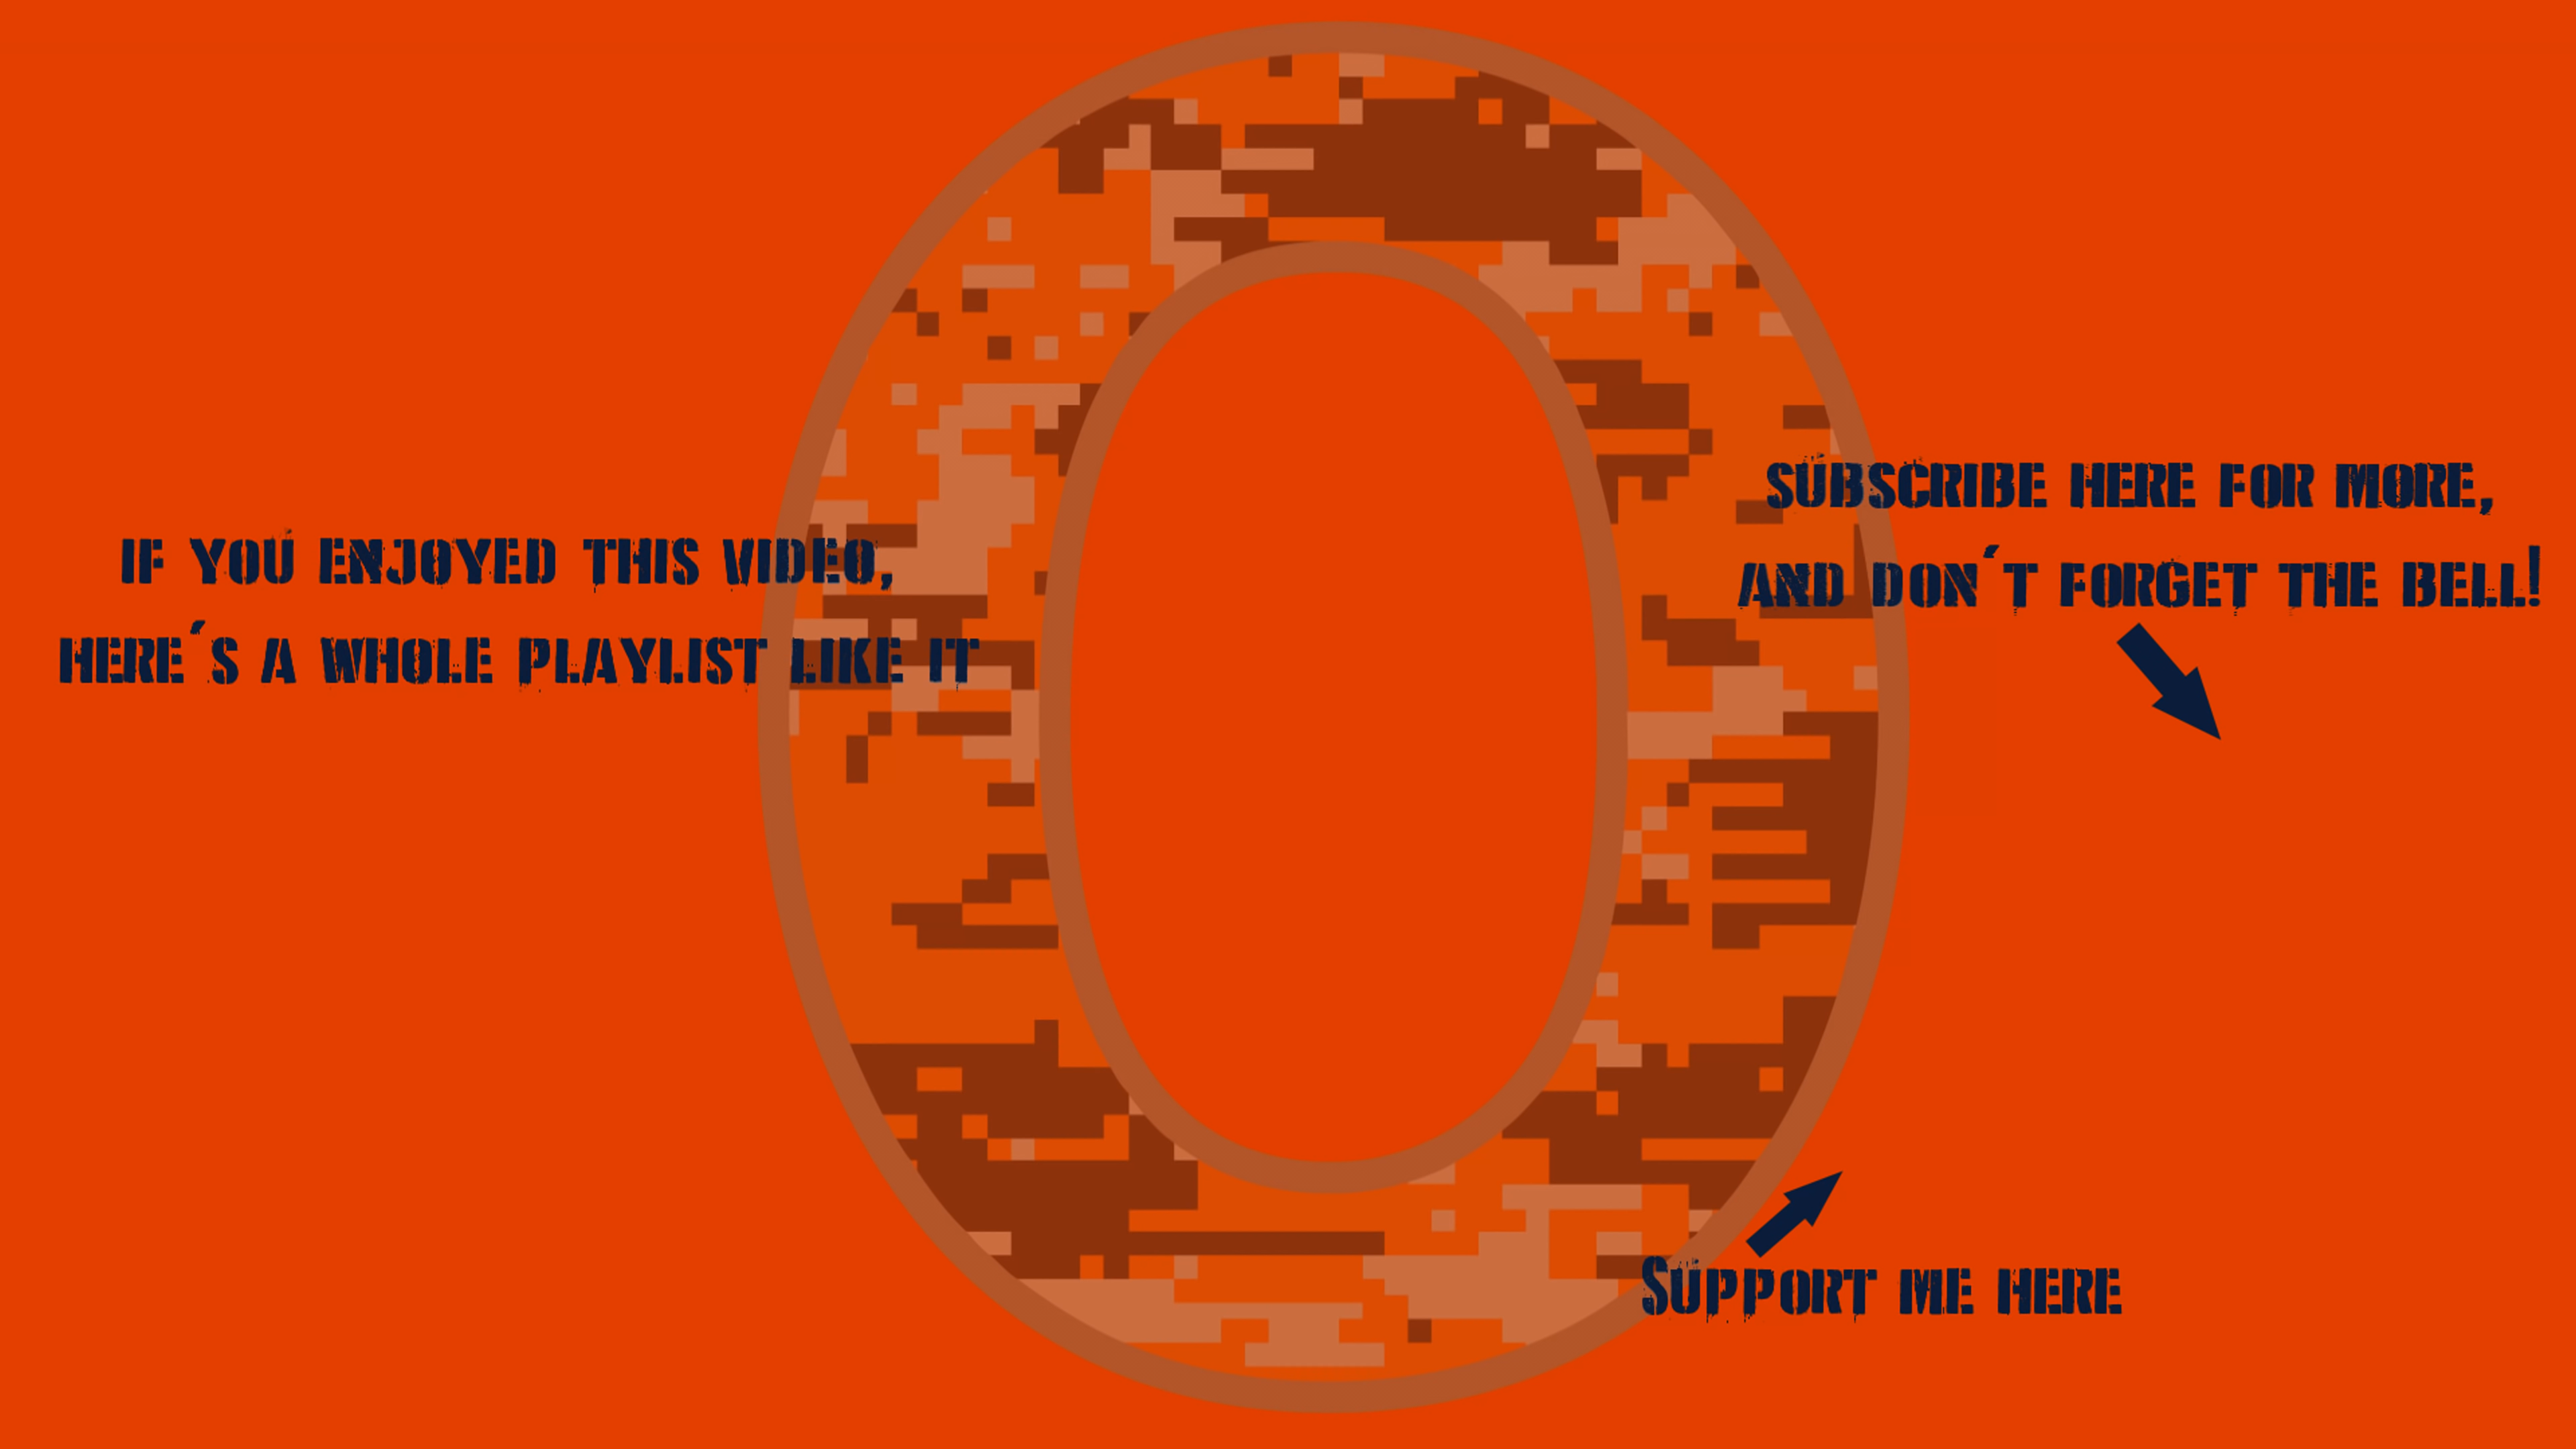 IF YOU ENJOYED THIS VIDEO,
HERE´S A WHOLE PLAYLIST LIKE IT
SUBSCRIBE HERE FOR MORE,
AND DON´T FORGET THE BELL!
SUPPORT ME HERE
O